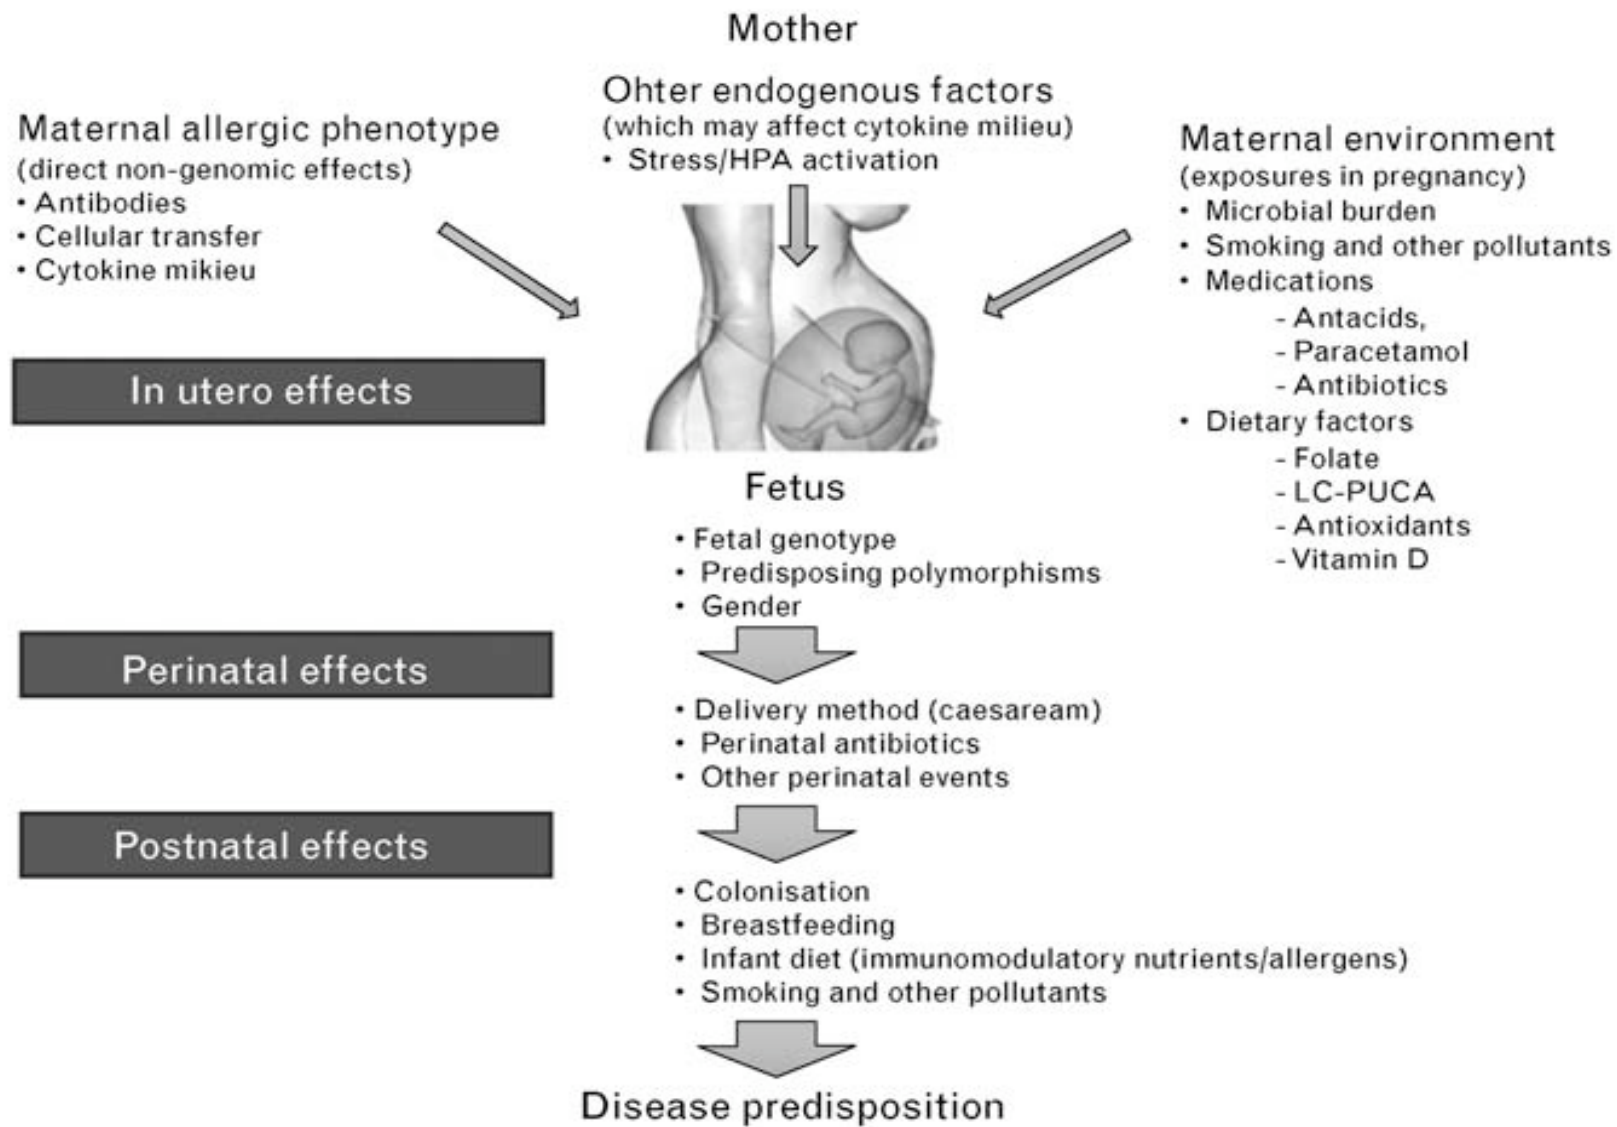 Mother
Ohter endogenous factors
(which may affect cytokine milieu)
• Stress/HPA activation
Maternal allergic phenotype
(direct non-genomic effects)
• Antibodies
• Cellular transfer
• Cytokine mikieu
Maternal environment
(exposures in pregnancy)
• Microbial burden
• Smoking and other pollutants
• Medications
- Antacids,
- Paracetamol
- Antibiotics
• Dietary factors
- Folate
- LC-PUCA
- Antioxidants
- Vitamin D
In utero effects
Fetus
• Fetal genotype
• Predisposing polymorphisms
• Gender
Perinatal effects
• Delivery method (caesaream)
• Perinatal antibiotics
• Other perinatal events
Postnatal effects
• Colonisation
• Breastfeeding
• Infant diet (immunomodulatory nutrients/allergens)
• Smoking and other pollutants
Disease predisposition